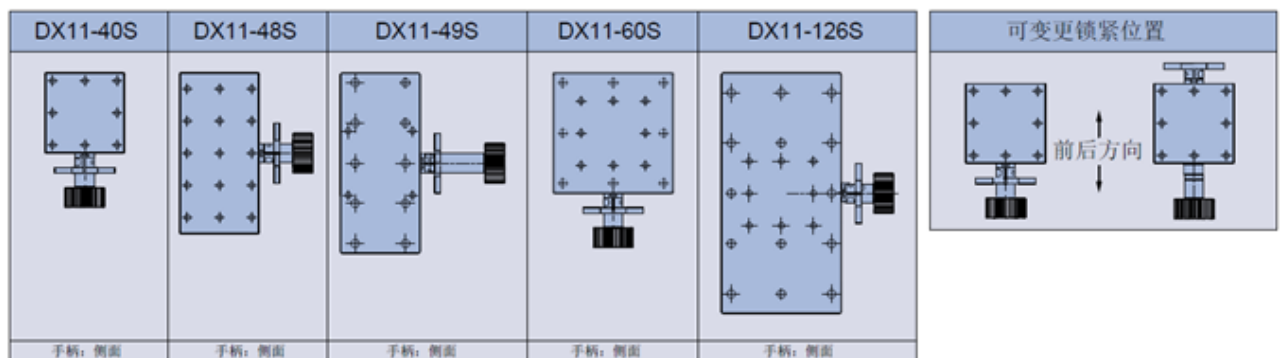 DX11-40S DX11-48S DX11-49S DX11-60S DX11-126S 可变更锁紧位置
前后方向
手柄：侧面 手柄：侧面 手柄：侧面 手柄：侧面 手柄：侧面